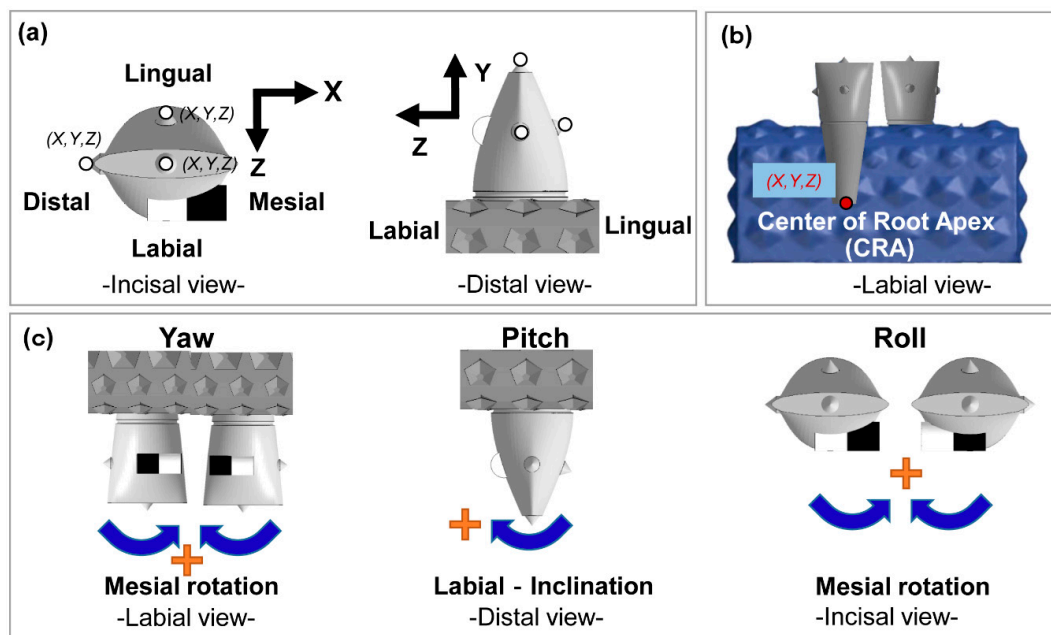 (a)
Lingual
X
(X,Y,Z)
(X,Y,Z)
(X,Y,Z)
Z
Distal
Mesial
Labial
-Incisal view-
Y
Z
Labial
Lingual
-Distal view-
(b)
(X,Y,Z)
Center of Root Apex
(CRA)
-Labial view-
(c)
Yaw
Mesial rotation
-Labial view-
Pitch
Labial - Inclination
-Distal view-
Roll
Mesial rotation
-Incisal view-